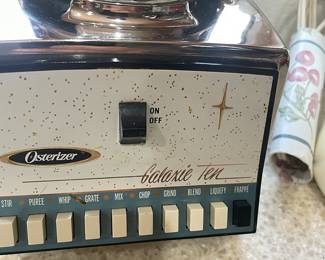 ON
OFF
Osterizer
Galaxie Ten
STIR PUREE WHIP GRATE MIX CHOP GRIND BLEND LIQUEFY FRAPPE